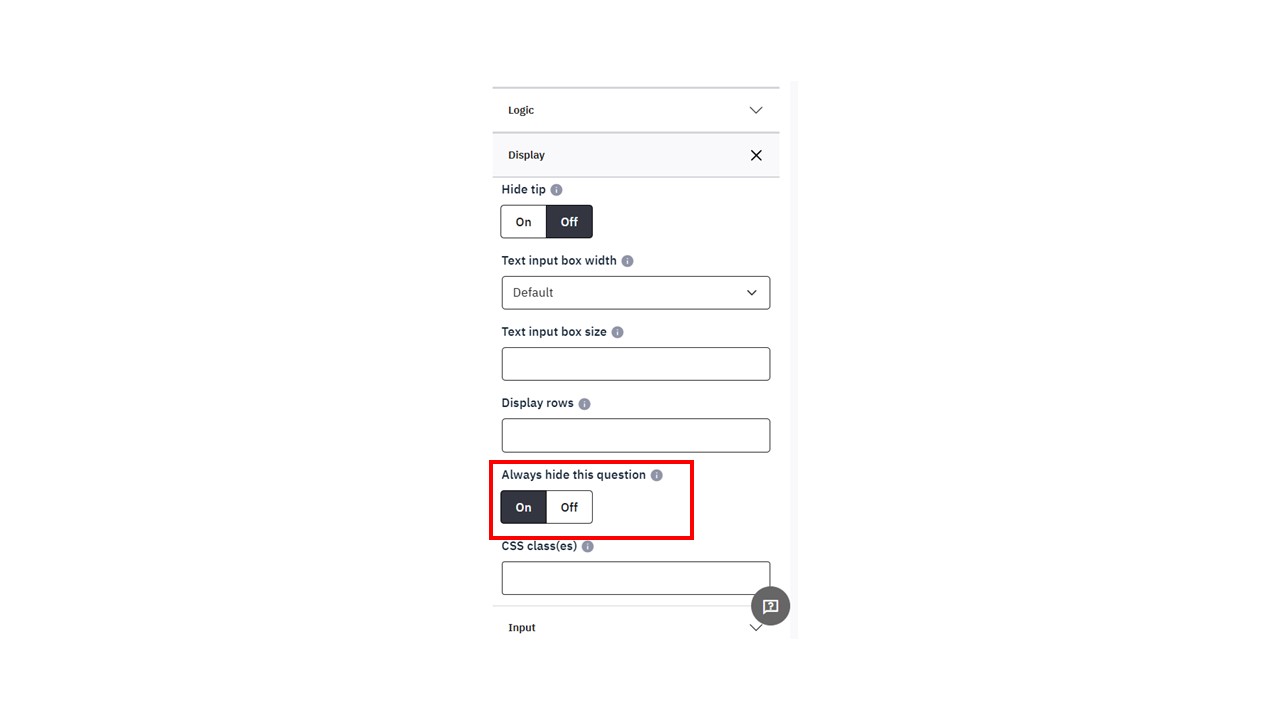 Logic
Display
Hide tip
On Off
Text input box width
Default
Text input box size
Display rows
Always hide this question
On Off
CSS class(es)
Input